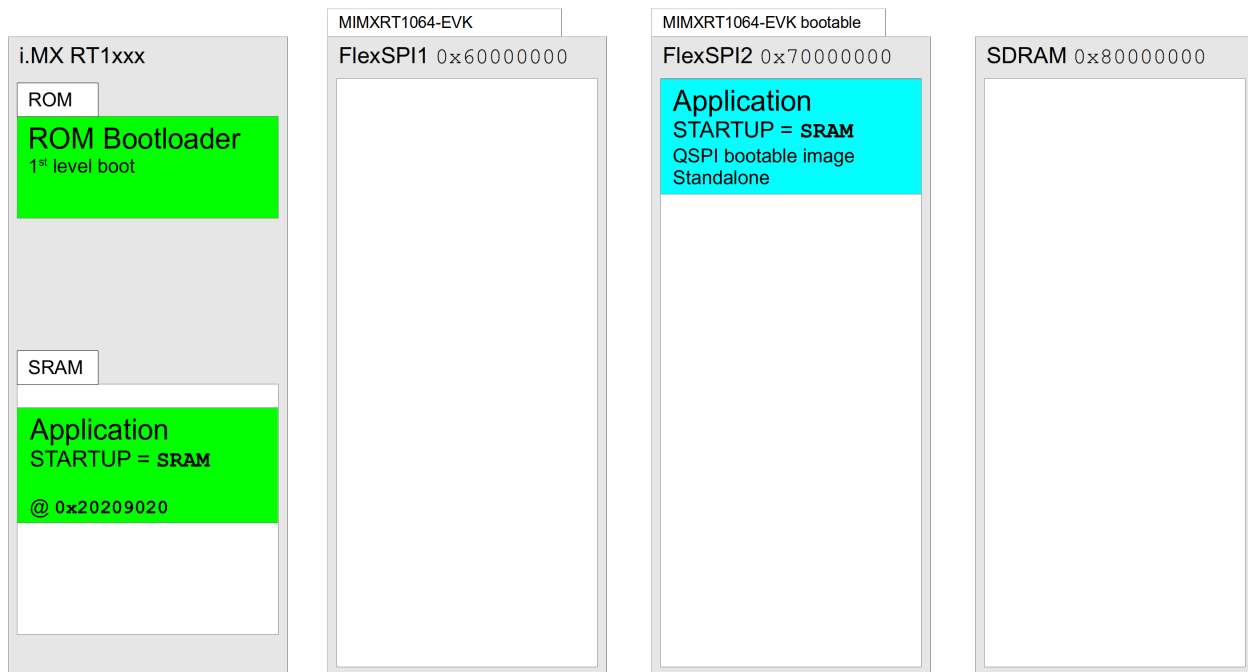 i.MX RT1xxx
ROM
ROM Bootloader
1st level boot
SRAM
Application
STARTUP = SRAM
@ 0x20209020
MIMXRT1064-EVK
FlexSPI1 0x60000000
MIMXRT1064-EVK bootable
FlexSPI2 0x70000000
Application
STARTUP = SRAM
QSPI bootable image
Standalone
SDRAM 0x80000000